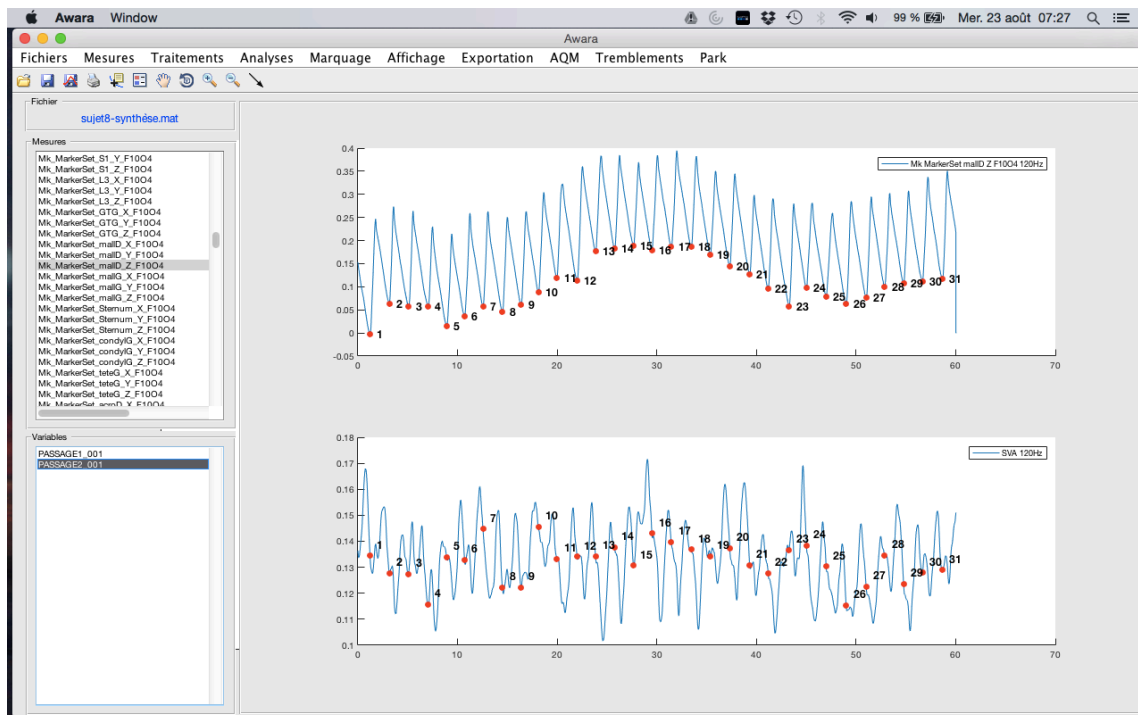 Awara Window 99 % Mer. 23 août 07:27
Awara
Fichiers Mesures Traitements Analyses Marquage Affichage Exportation AQM Tremblements Park
Fichier
sujet8-synthése.mat
Mesures
Mk_MarkerSet_S1_Y_F10O4
Mk_MarkerSet_S1_Z_F10O4
Mk_MarkerSet_L3_X_F10O4
Mk_MarkerSet_L3_Y_F10O4
Mk_MarkerSet_L3_Z_F10O4
Mk_MarkerSet_GTG_X_F10O4
Mk_MarkerSet_GTG_Y_F10O4
Mk_MarkerSet_GTG_Z_F10O4
Mk_MarkerSet_mallD_X_F10O4
Mk_MarkerSet_mallD_Y_F10O4
Mk_MarkerSet_mallD_Z_F10O4
Mk_MarkerSet_mallG_X_F10O4
Mk_MarkerSet_mallG_Y_F10O4
Mk_MarkerSet_mallG_Z_F10O4
Mk_MarkerSet_Sternum_X_F10O4
Mk_MarkerSet_Sternum_Y_F10O4
Mk_MarkerSet_Sternum_Z_F10O4
Mk_MarkerSet_condylG_X_F10O4
Mk_MarkerSet_condylG_Y_F10O4
Mk_MarkerSet_condylG_Z_F10O4
Mk_MarkerSet_teteG_X_F10O4
Mk_MarkerSet_teteG_Y_F10O4
Mk_MarkerSet_teteG_Z_F10O4
Mk_MarkerSet_acroD_X_F10O4
Variables
PASSAGE1_001
PASSAGE2_001
Mk MarkerSet mallD Z F10O4 120Hz
0.4
0.35
0.3
0.25
0.2
0.15
0.1
0.05
0
-0.05
1 2 3 4 5 6 7 8 9 10 11 12 13 14 15 16 17 18 19 20 21 22 23 24 25 26 27 28 29 30 31
0 10 20 30 40 50 60 70
SVA 120Hz
0.18
0.17
0.16
0.15
0.14
0.13
0.12
0.11
0.1
1 2 3 4 5 6 7 8 9 10 11 12 13 14 15 16 17 18 19 20 21 22 23 24 25 26 27 28 29 30 31
0 10 20 30 40 50 60 70